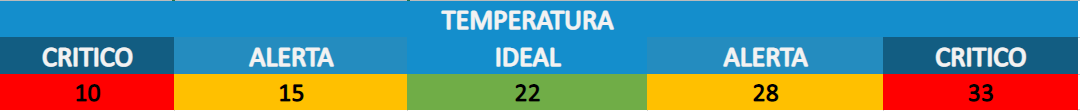 TEMPERATURA
CRITICO ALERTA IDEAL ALERTA CRITICO
10 15 22 28 33